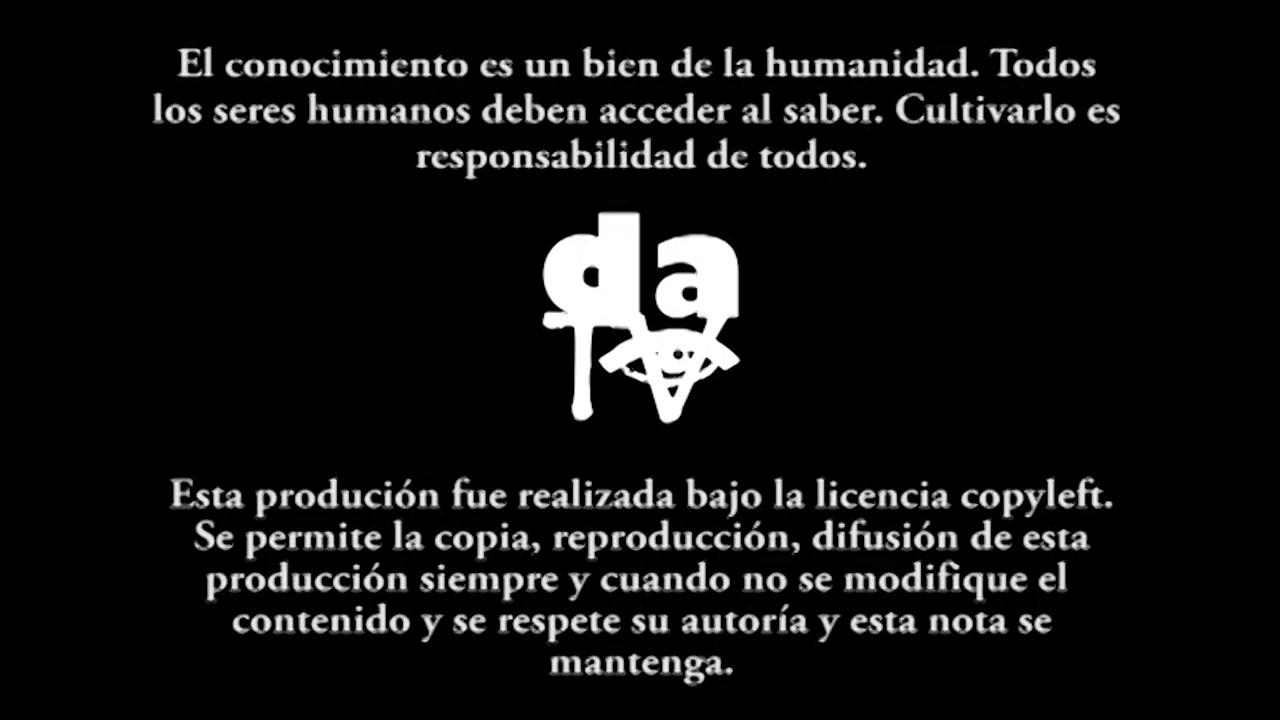 El conocimiento es un bien de la humanidad. Todos
los seres humanos deben acceder al saber. Cultivarlo es
responsabilidad de todos.
da
TV
Esta produción fue realizada bajo la licencia copyleft.
Se permite la copia, reproducción, difusión de esta
producción siempre y cuando no se modifique el
contenido y se respete su autoría y esta nota se
mantenga.